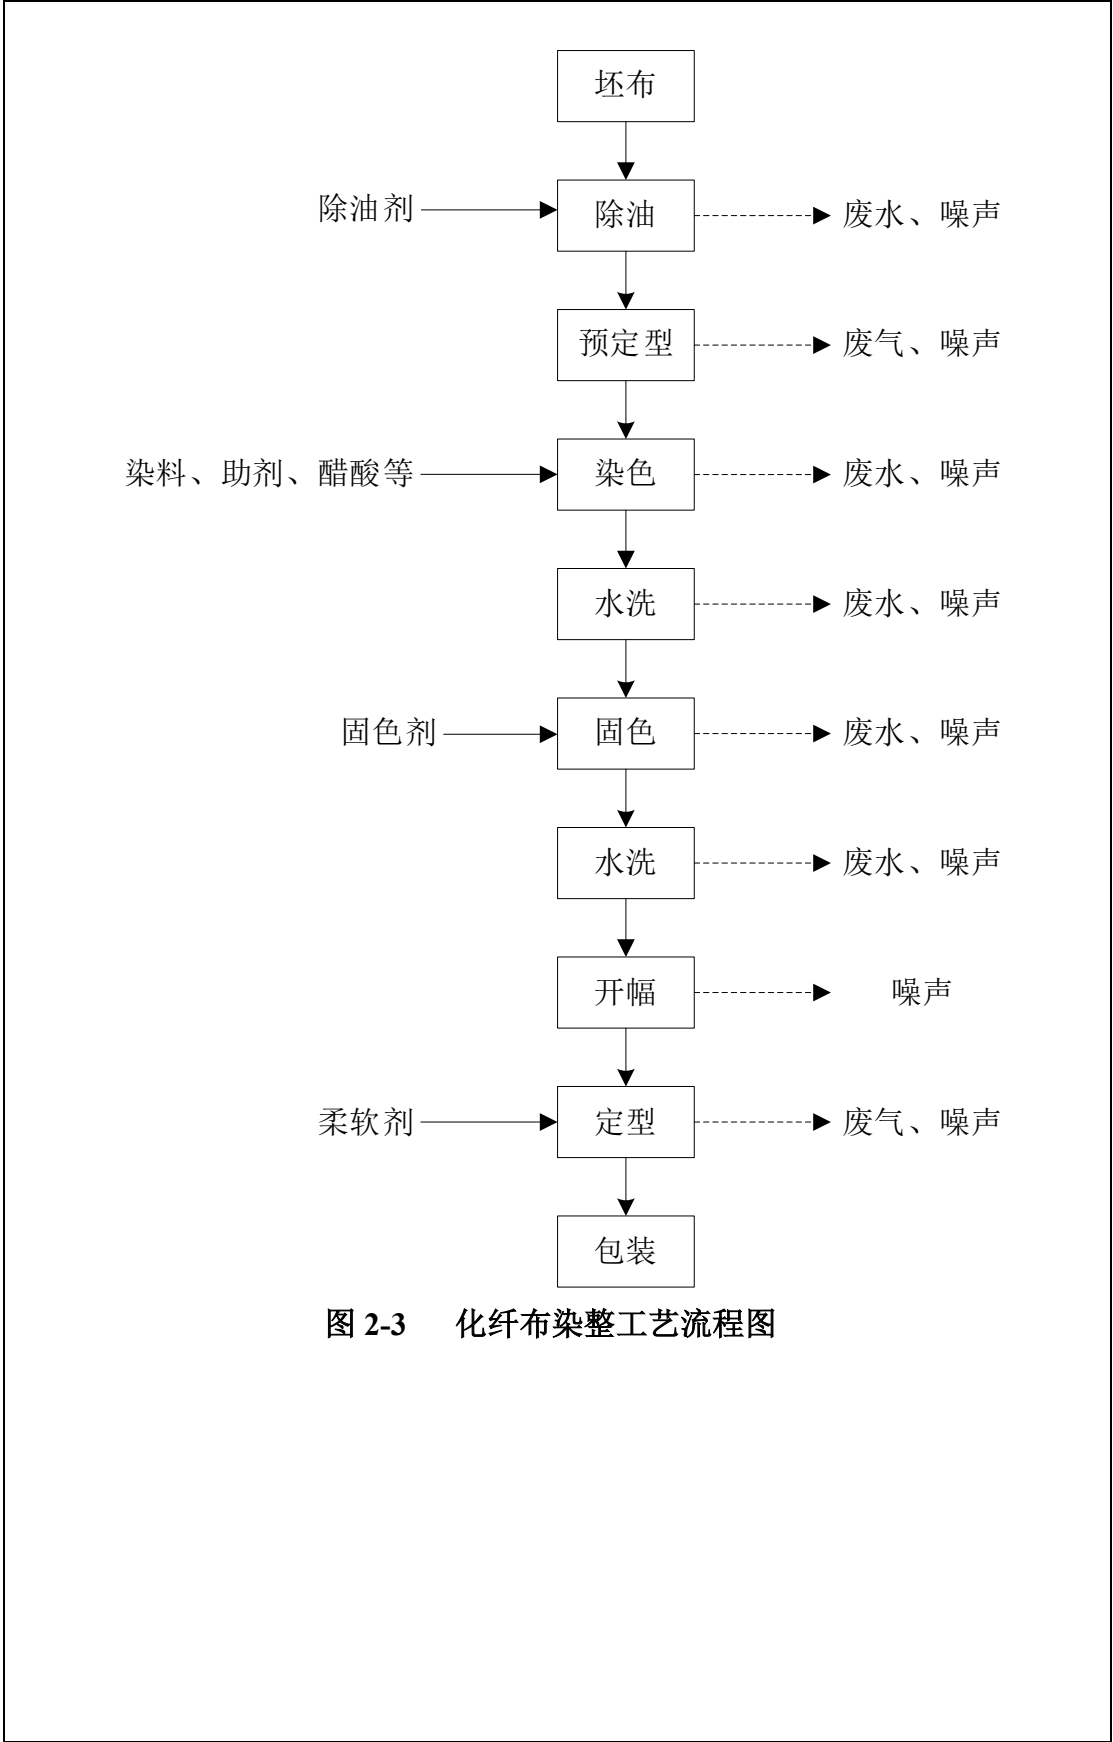 坯布
除油剂 除油 废水、噪声
预定型 废气、噪声
染料、助剂、醋酸等 染色 废水、噪声
水洗 废水、噪声
固色剂 固色 废水、噪声
水洗 废水、噪声
开幅 噪声
柔软剂 定型 废气、噪声
包装
图 2-3 化纤布染整工艺流程图